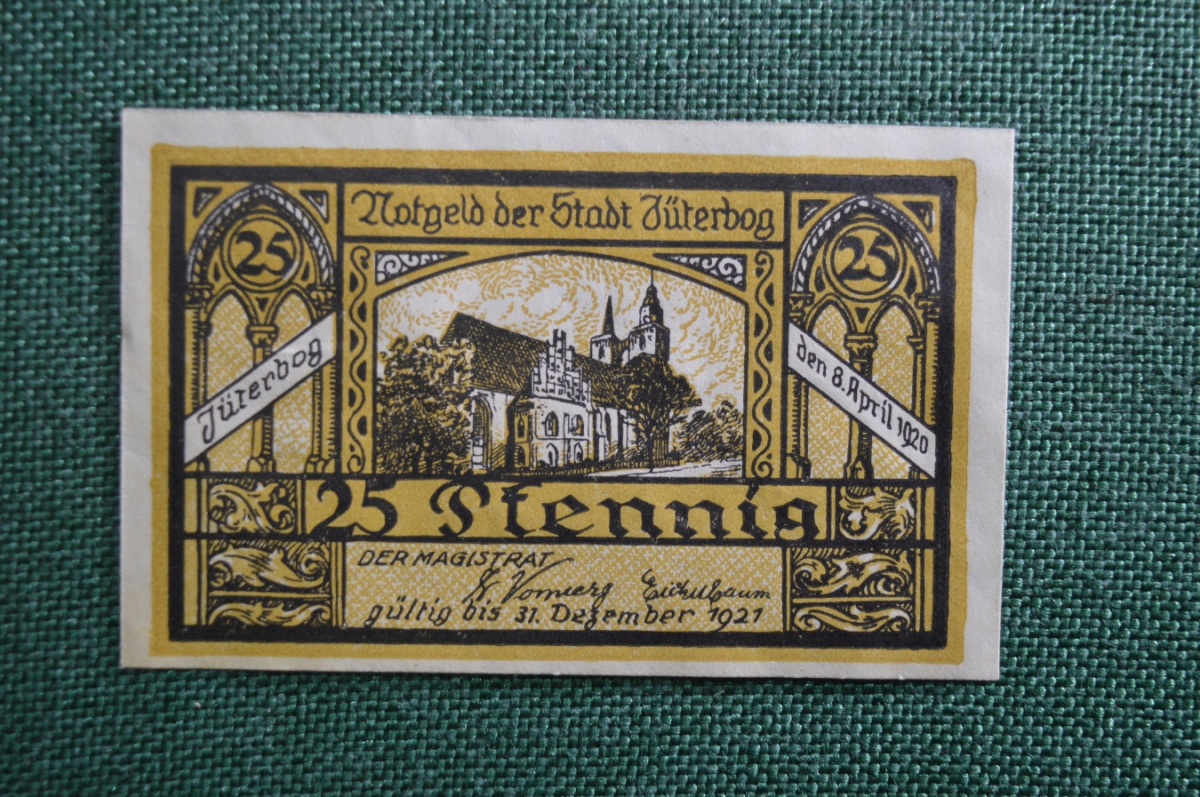 Notgeld der Stadt Jüterbog
25
25
Jüterbog
den 8. April 1920
25 Pfennig
DER MAGISTRAT
gültig bis 31. Dezember 1921